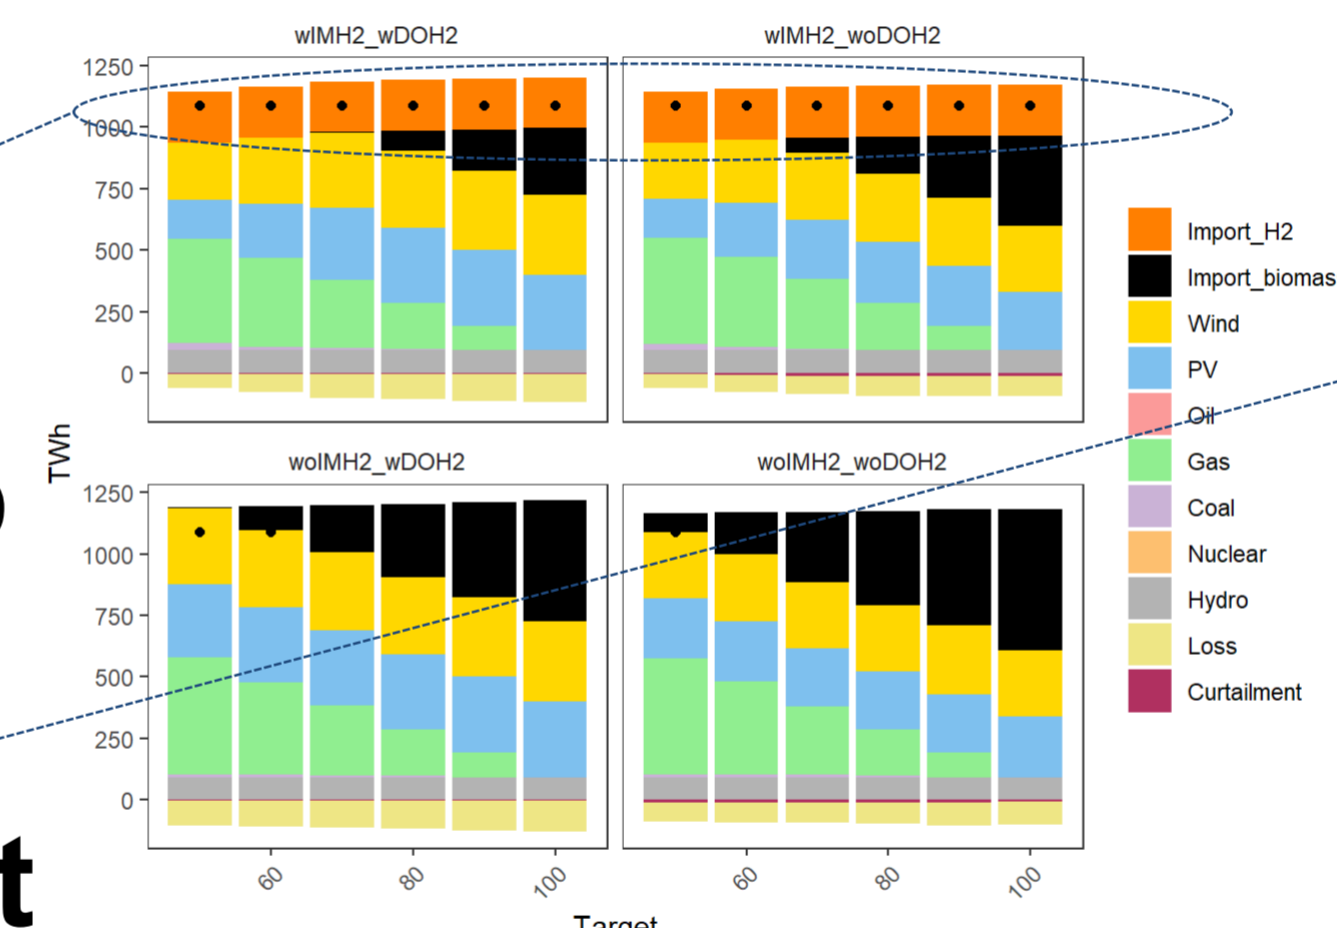 wIMH2_wDOH2
wIMH2_woDOH2
1250
1000
750
500
250
0
TWh
woIMH2_wDOH2
woIMH2_woDOH2
1250
1000
750
500
250
0
60
80
100
60
80
100
Target
Import_H2
Import_biomas
Wind
PV
Oil
Gas
Coal
Nuclear
Hydro
Loss
Curtailment
)
t